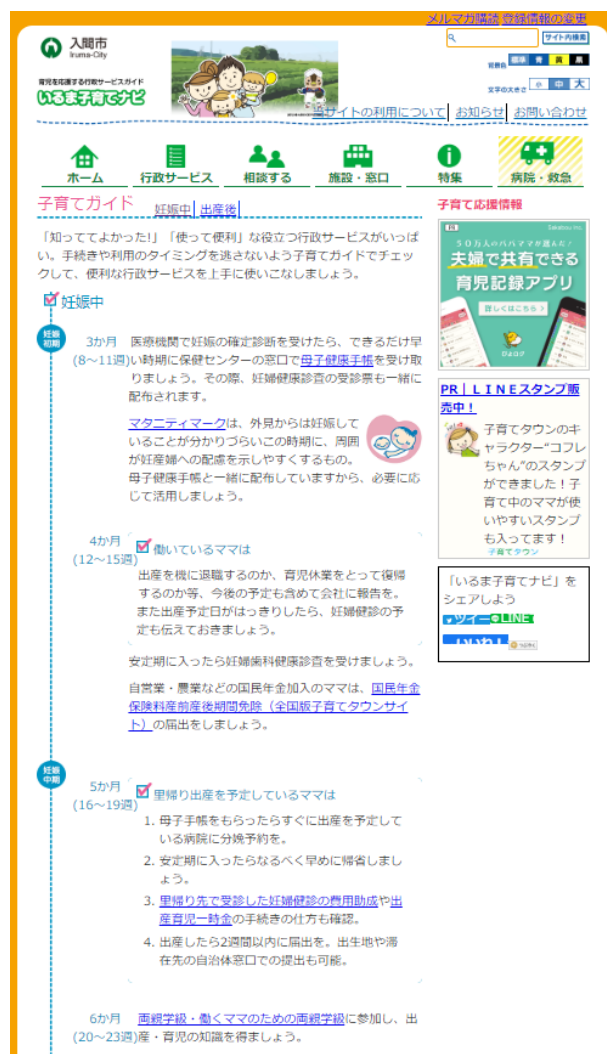 メルマガ購読 登録情報の変更
入間市
Iruma-City
サイト内検索
背景色 標準 青 黄 黒
育児を応援する行政サービスガイド
いるま子育てナビ
文字の大きさ 小 中 大
当サイトの利用について お知らせ お問い合わせ
ホーム 行政サービス 相談する 施設・窓口 特集 病院・救急
子育てガイド 妊娠中 出産後
「知っててよかった!」「使って便利」な役立つ行政サービスがいっぱ
い。手続きや利用のタイミングを逃さないよう子育てガイドでチェッ
クして、便利な行政サービスを上手に使いこなしましょう。
妊娠中
妊娠
初期
3か月
(8～11週)
医療機関で妊娠の確定診断を受けたら、できるだけ早
い時期に保健センターの窓口で母子健康手帳を受け取
りましょう。その際、妊婦健康診査の受診票も一緒に
配布されます。
マタニティマークは、外見からは妊娠して
いることが分かりづらいこの時期に、周囲
が妊産婦への配慮を示しやすくするもの。
母子健康手帳と一緒に配布していますから、必要に応
じて活用しましょう。
4か月
(12～15週)
働いているママは
出産を機に退職するのか、育児休業をとって復帰
するのか等、今後の予定も含めて会社に報告を。
また出産予定日がはっきりしたら、妊婦健診の予
定も伝えておきましょう。
安定期に入ったら妊婦歯科健康診査を受けましょう。
自営業・農業などの国民年金加入のママは、国民年金
保険料産前産後期間免除（全国版子育てタウンサイ
ト）の届出をしましょう。
妊娠
中期
5か月
(16～19週)
里帰り出産を予定しているママは
1. 母子手帳をもらったらすぐに出産を予定して
いる病院に分娩予約を。
2. 安定期に入ったらなるべく早めに帰省しまし
ょう。
3. 里帰り先で受診した妊婦健診の費用助成や出
産育児一時金の手続きの仕方も確認。
4. 出産したら2週間以内に届出を。出生地や滞
在先の自治体窓口での提出も可能。
6か月
(20～23週)
両親学級・働くママのための両親学級に参加し、出
産・育児の知識を得ましょう。
子育て応援情報
PR
50万人のパパママが選んだ!
夫婦で共有できる
育児記録アプリ
詳しくはこちら
ぴよログ
PR｜ＬＩＮＥスタンプ販
売中！
子育てタウンのキ
ャラクター“コフレ
ちゃん”のスタンプ
ができました！子
育て中のママが使
いやすいスタンプ
も入ってます！
子育てタウン
「いるま子育てナビ」を
シェアしよう
ツイー
LINE
いいね！